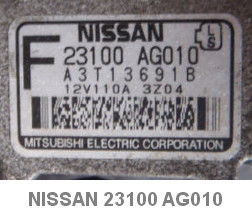 NISSAN
L
S
F 23100 AG010
A3T13691B
12V110A 3Z04
MITSUBISHI ELECTRIC CORPORATION
NISSAN 23100 AG010